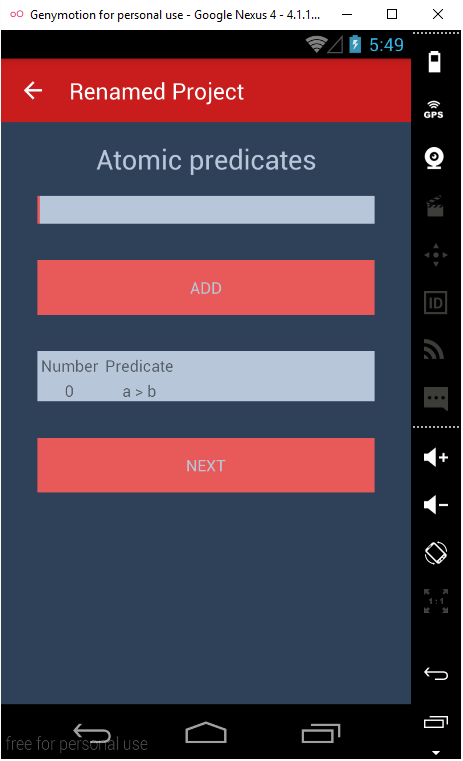 Genymotion for personal use - Google Nexus 4 - 4.1.1...
5:49
GPS
Renamed Project
Atomic predicates
ADD
ID
Number Predicate
0 a > b
NEXT
1:1
free for personal use